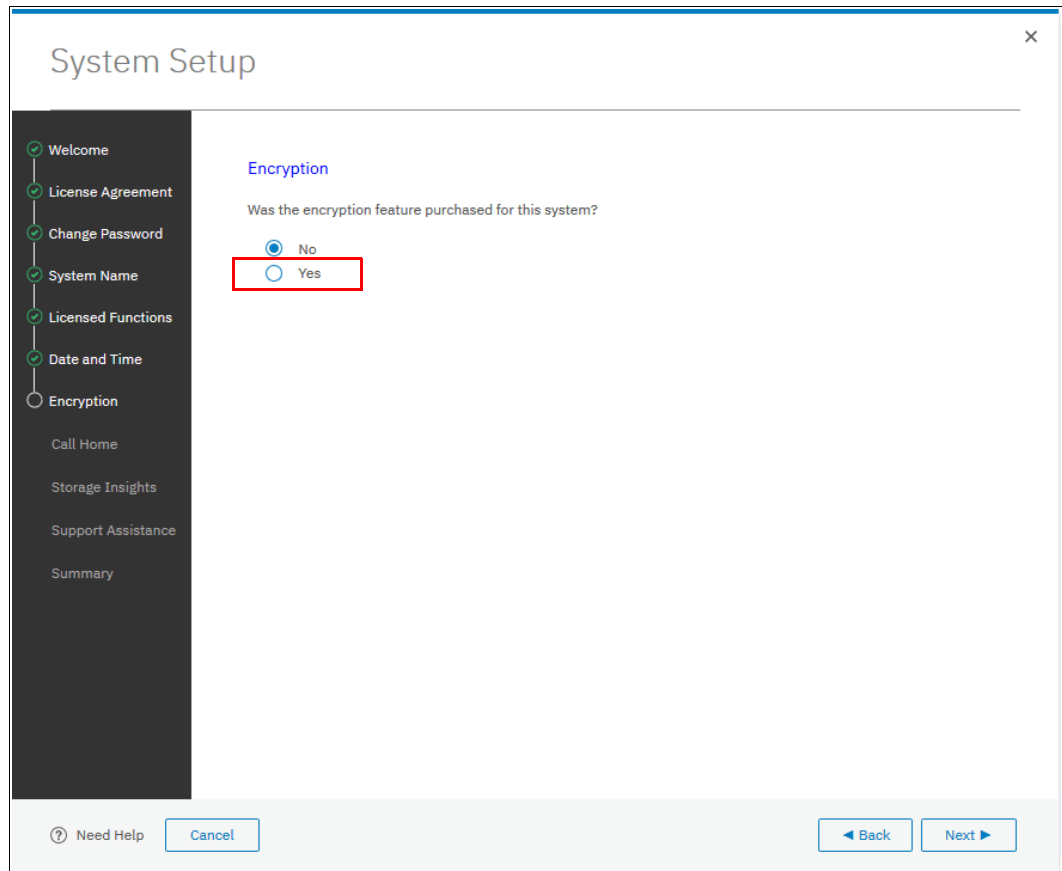 System Setup
Welcome
License Agreement
Change Password
System Name
Licensed Functions
Date and Time
Encryption
Call Home
Storage Insights
Support Assistance
Summary
Encryption
Was the encryption feature purchased for this system?
No
Yes
? Need Help
Cancel
◄ Back
Next ►